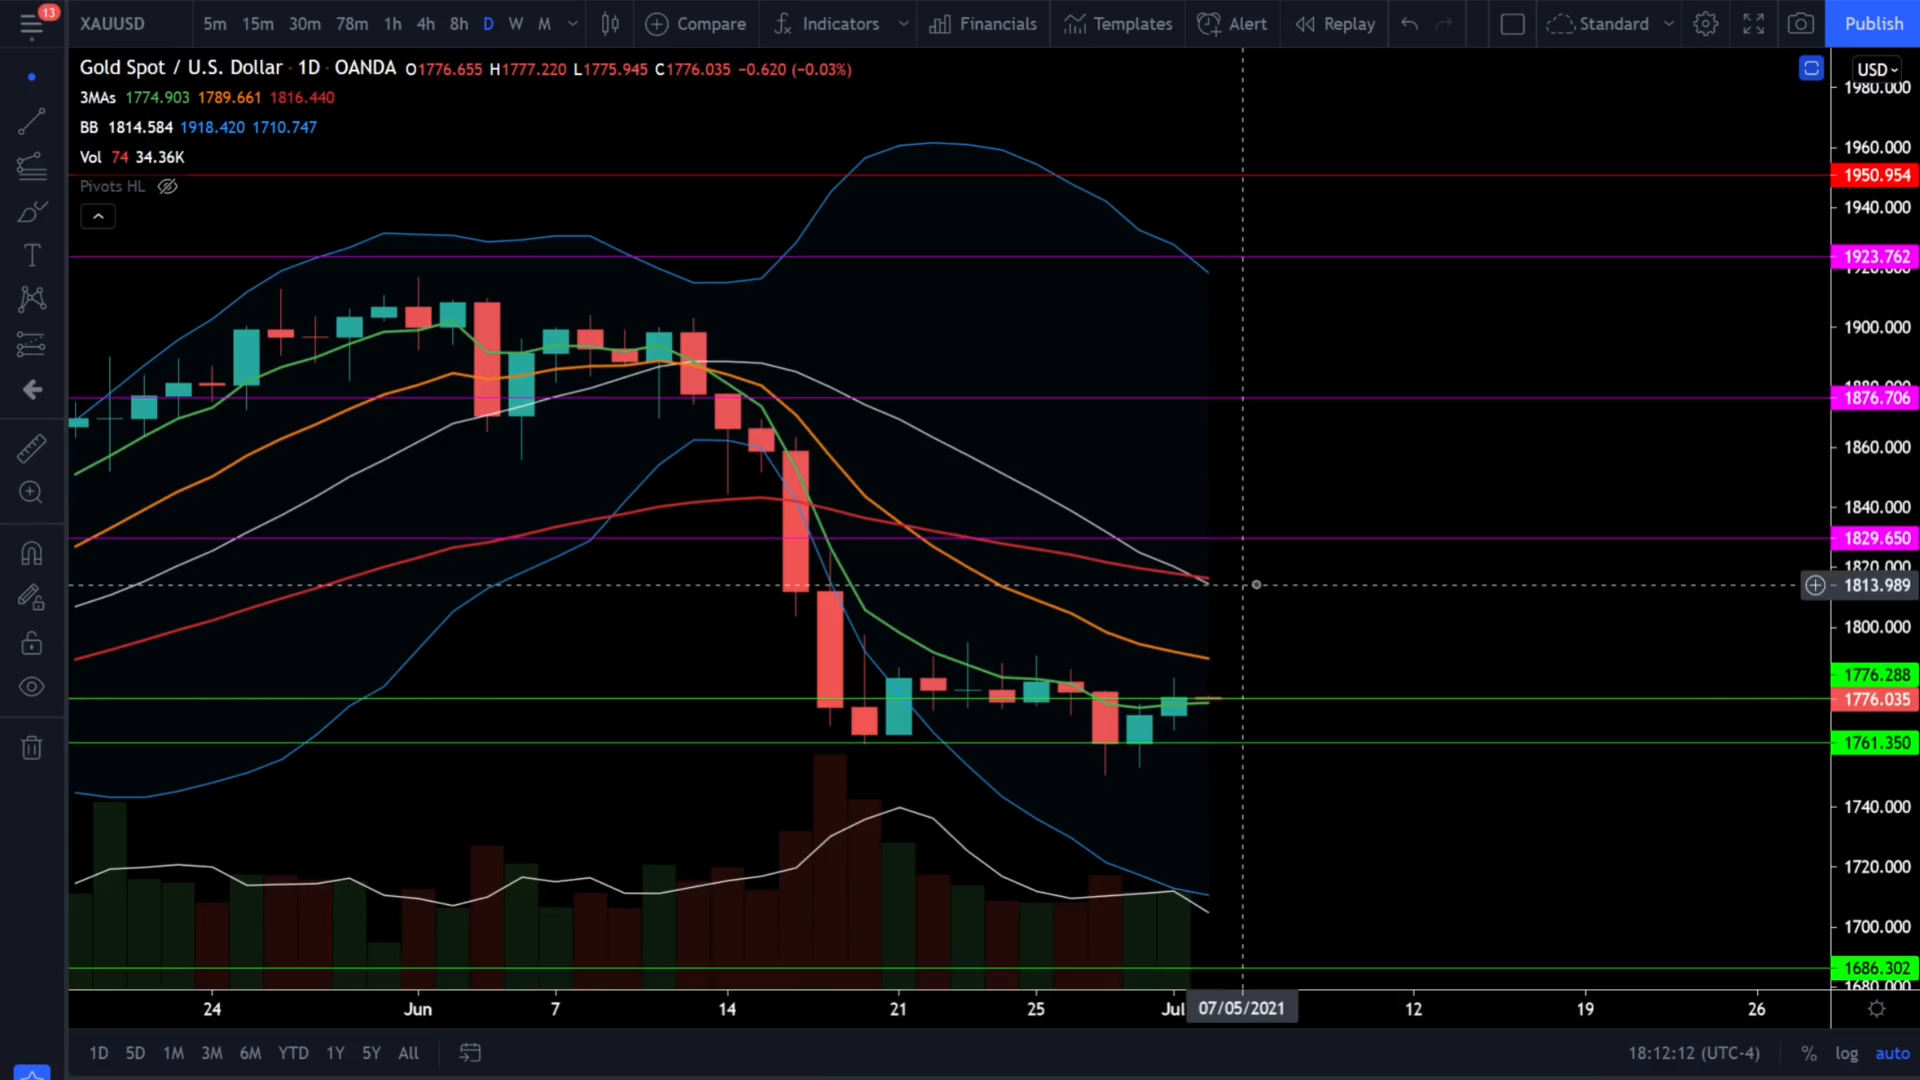 13
XAUUSD 5m 15m 30m 78m 1h 4h 8h D W M Compare Indicators Financials Templates Alert Replay Standard Publish
Gold Spot / U.S. Dollar · 1D · OANDA O1776.655 H1777.220 L1775.945 C1776.035 −0.620 (−0.03%)
USD
1980.000
3MAs 1774.903 1789.661 1816.440
BB 1814.584 1918.420 1710.747
Vol 74 34.36K
Pivots HL
1960.000
1950.954
1940.000
1923.762
1920.000
1900.000
1880.000
1876.706
1860.000
1840.000
1829.650
1820.000
1813.989
1800.000
1776.288
1776.035
1761.350
1740.000
1720.000
1700.000
1686.302
1680.000
24 Jun 7 14 21 25 Jul 07/05/2021 12 19 26
1D 5D 1M 3M 6M YTD 1Y 5Y All 18:12:12 (UTC-4) % log auto